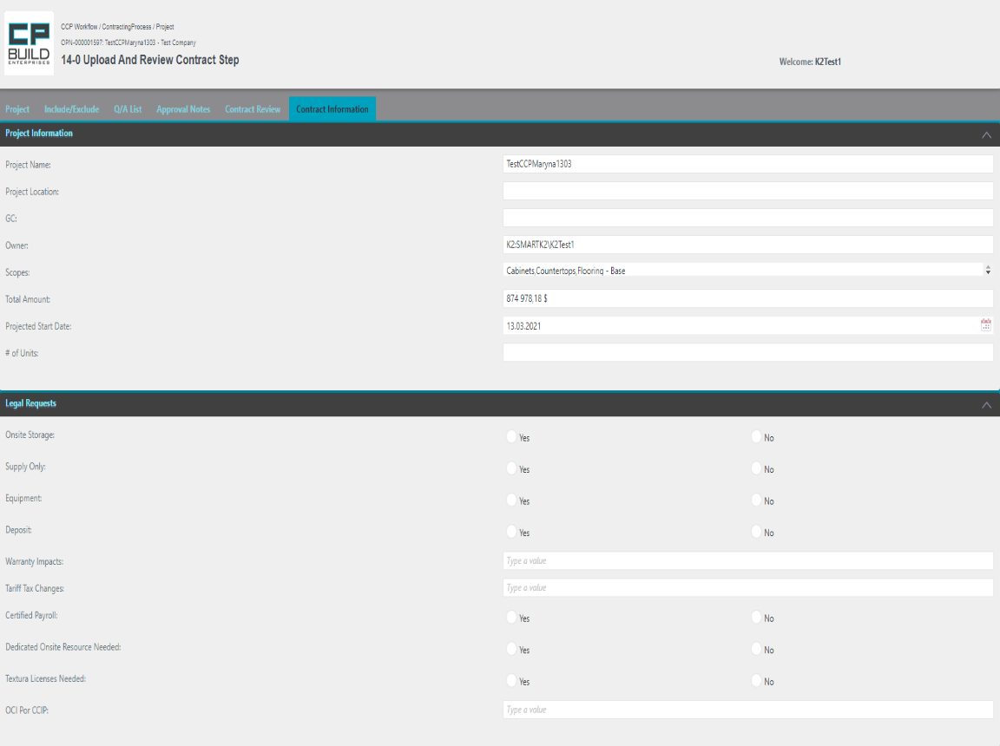 CP
BUILD
ENTERPRISES
CCP Workflow / ContractingProcess / Project
OPN-000001597: TestCCPMaryna1303 - Test Company
14-0 Upload And Review Contract Step
Welcome: K2Test1
Project Include/Exclude Q/A List Approval Notes Contract Review Contract Information
Project Information
Project Name: TestCCPMaryna1303
Project Location:
GC:
Owner: K2:SMARTK2\K2Test1
Scopes: Cabinets,Countertops,Flooring - Base
Total Amount: 874 978,18 $
Projected Start Date: 13.03.2021
# of Units:
Legal Requests
Onsite Storage: Yes No
Supply Only: Yes No
Equipment: Yes No
Deposit: Yes No
Warranty Impacts: Type a value
Tariff Tax Changes: Type a value
Certified Payroll: Yes No
Dedicated Onsite Resource Needed: Yes No
Textura Licenses Needed: Yes No
OCI Por CCIP: Type a value